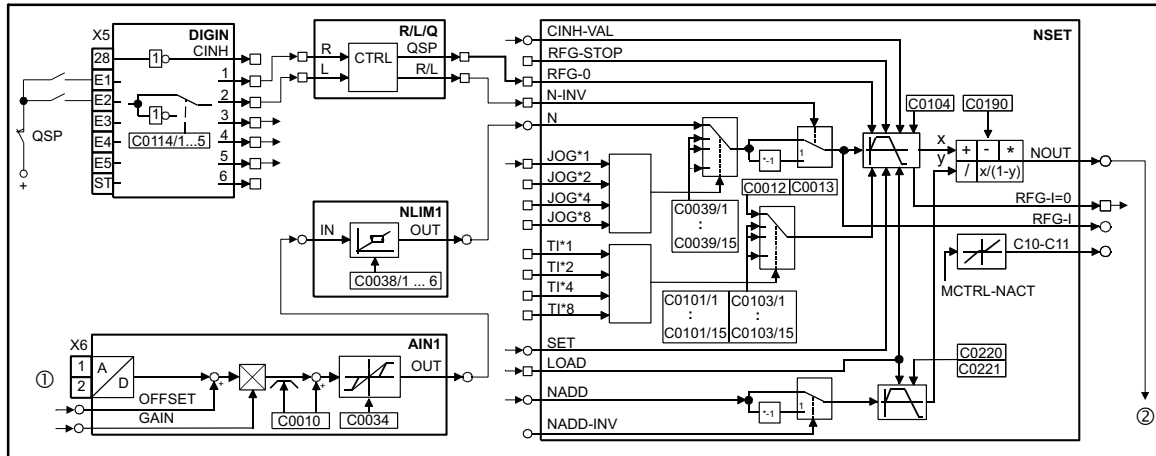 X5
DIGIN
CINH
28
1
E1
1
E2
2
E3
1
3
E4
C0114/1...5
4
E5
5
ST
6
QSP
+
R/L/Q
R
QSP
L
CTRL
R/L
NLIM1
IN
OUT
C0038/1 ... 6
X6
AIN1
①
1
2
A
D
OUT
+
+
OFFSET
GAIN
C0010
C0034
NSET
CINH-VAL
RFG-STOP
RFG-0
N-INV
N
C0104
C0190
x
y
+
-
*
/
x/(1-y)
NOUT
*-1
1
JOG*1
JOG*2
JOG*4
JOG*8
C0012
C0013
C0039/1
:
C0039/15
RFG-I=0
RFG-I
C10-C11
MCTRL-NACT
TI*1
TI*2
TI*4
TI*8
C0101/1
:
C0101/15
C0103/1
:
C0103/15
SET
LOAD
C0220
C0221
NADD
*-1
1
NADD-INV
②